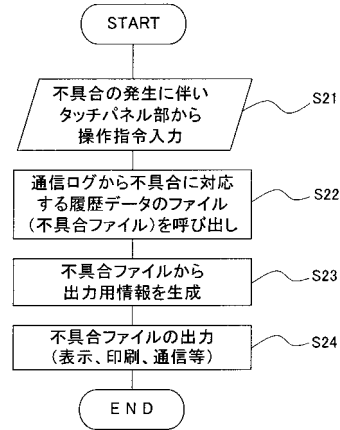 START
不具合の発生に伴い
タッチパネル部から
操作指令入力
S21
通信ログから不具合に対応
する履歴データのファイル
(不具合ファイル)を呼び出し
S22
不具合ファイルから
出力用情報を生成
S23
不具合ファイルの出力
(表示、印刷、通信等)
S24
END